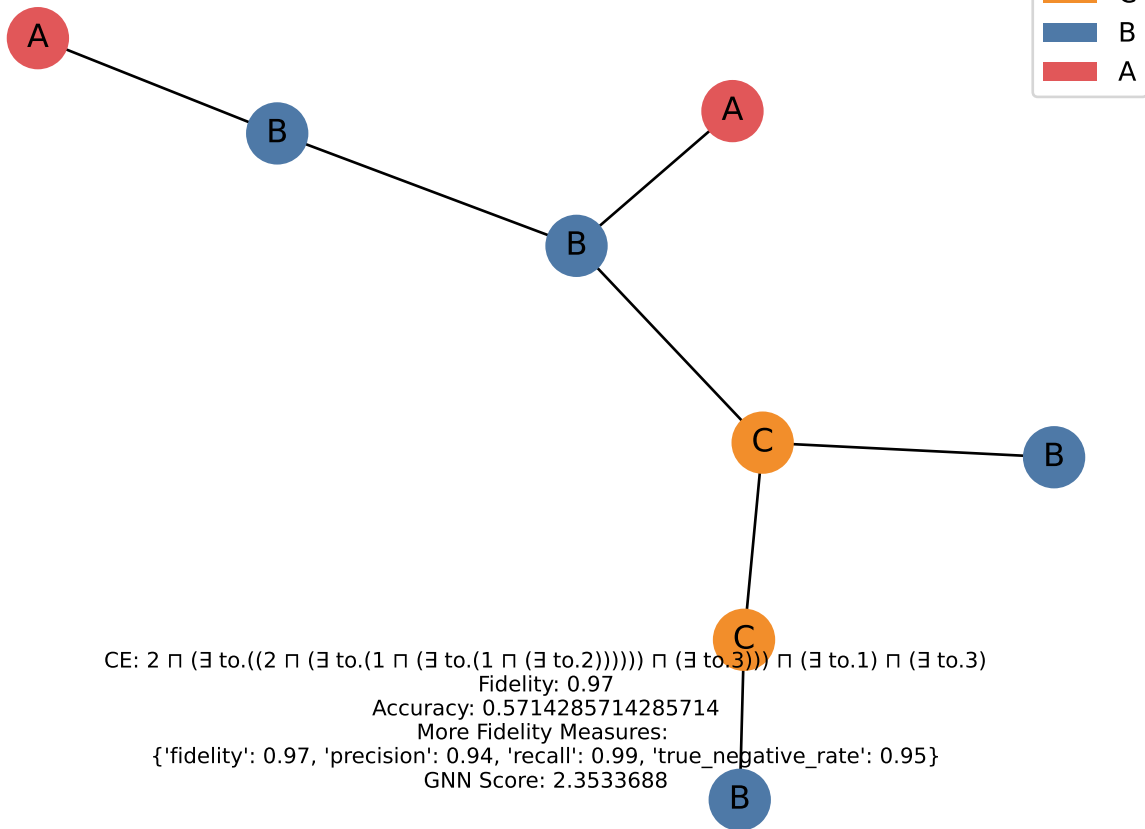 C
B
A
A
A
B
B
C
B
C
CE: 2 ⊓ (∃ to.((2 ⊓ (∃ to.(1 ⊓ (∃ to.(1 ⊓ (∃ to.2)))))) ⊓ (∃ to.3))) ⊓ (∃ to.1) ⊓ (∃ to.3)
Fidelity: 0.97
Accuracy: 0.5714285714285714
More Fidelity Measures:
{'fidelity': 0.97, 'precision': 0.94, 'recall': 0.99, 'true_negative_rate': 0.95}
GNN Score: 2.3533688
B